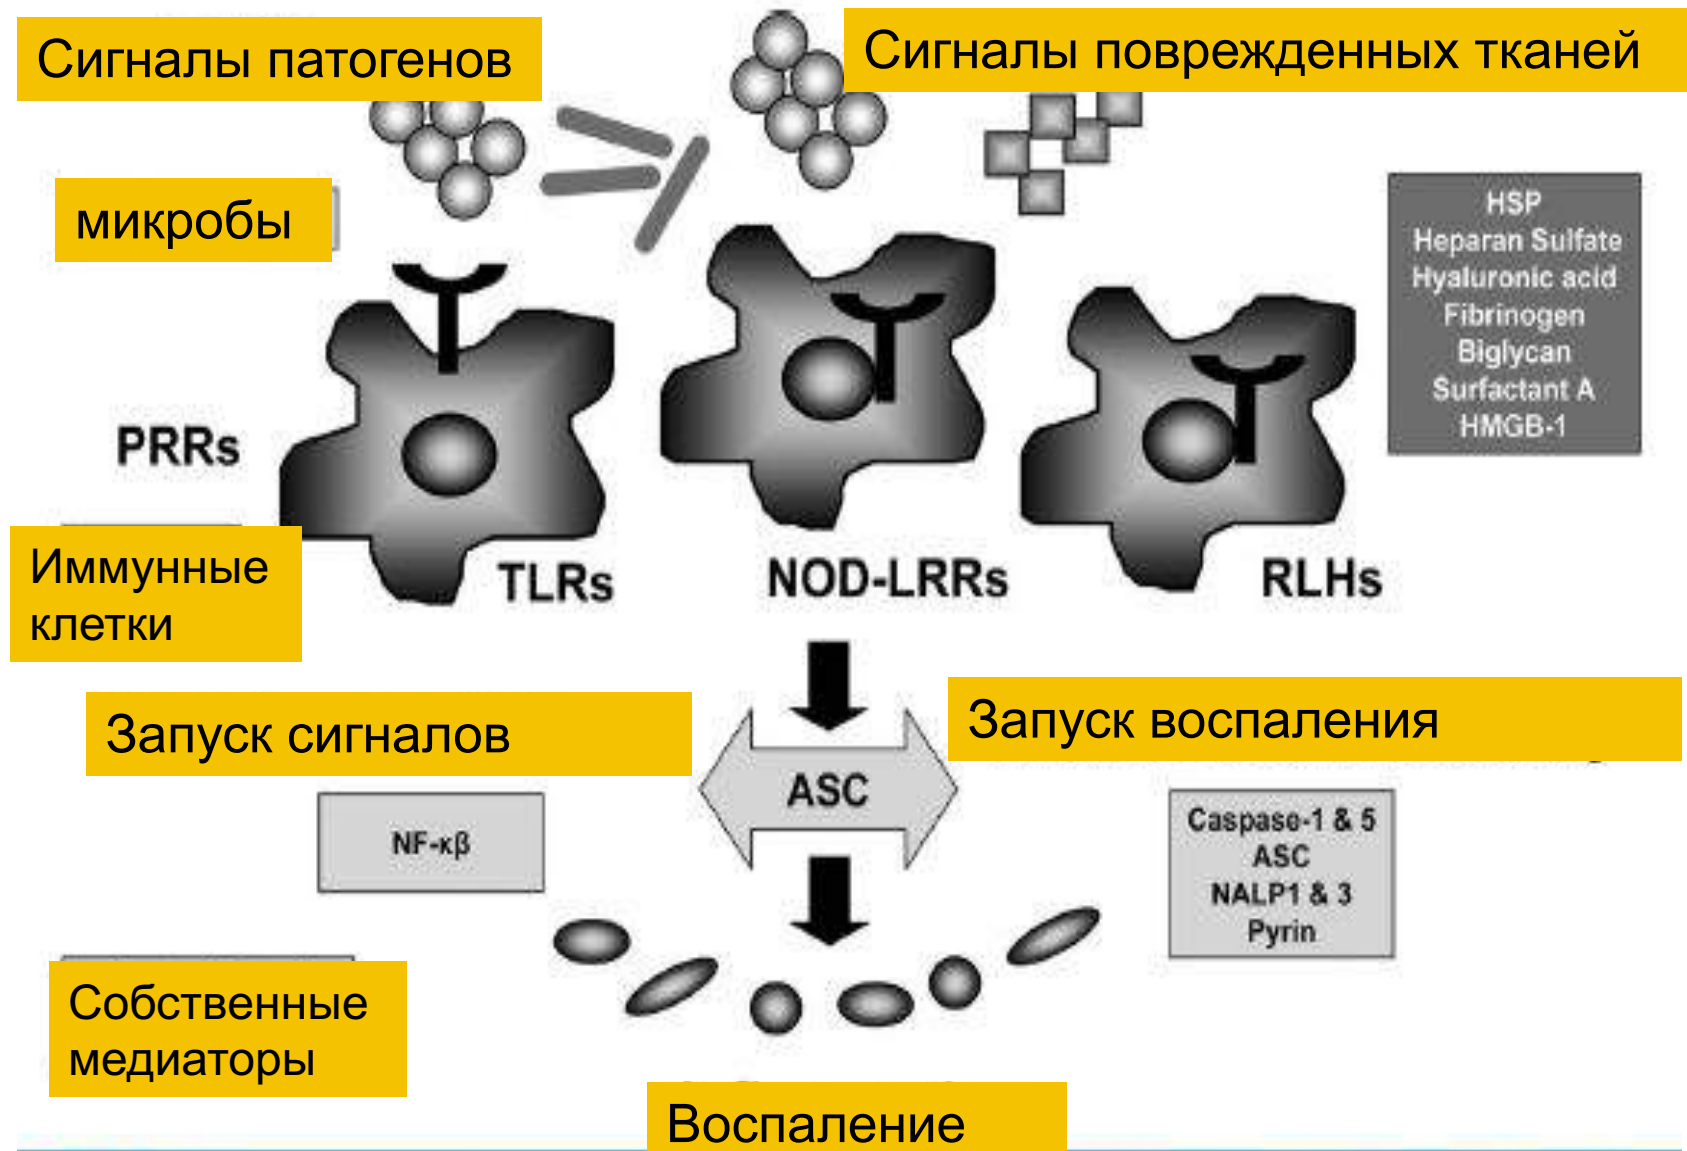 Сигналы патогенов
Сигналы поврежденных тканей
микробы
HSP
Heparan Sulfate
Hyaluronic acid
Fibrinogen
Biglycan
Surfactant A
HMGB-1
PRRs
Иммунные
клетки
TLRs
NOD-LRRs
RLHs
Запуск сигналов
Запуск воспаления
ASC
NF-κβ
Caspase-1 & 5
ASC
NALP1 & 3
Pyrin
Собственные
медиаторы
Воспаление